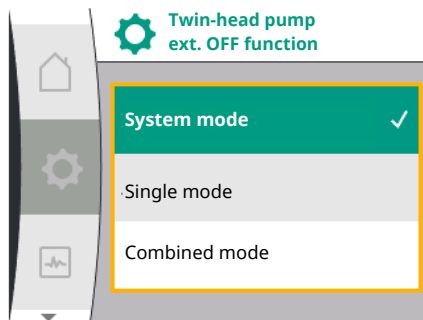 Twin-head pump
ext. OFF function
System mode
Single mode
Combined mode